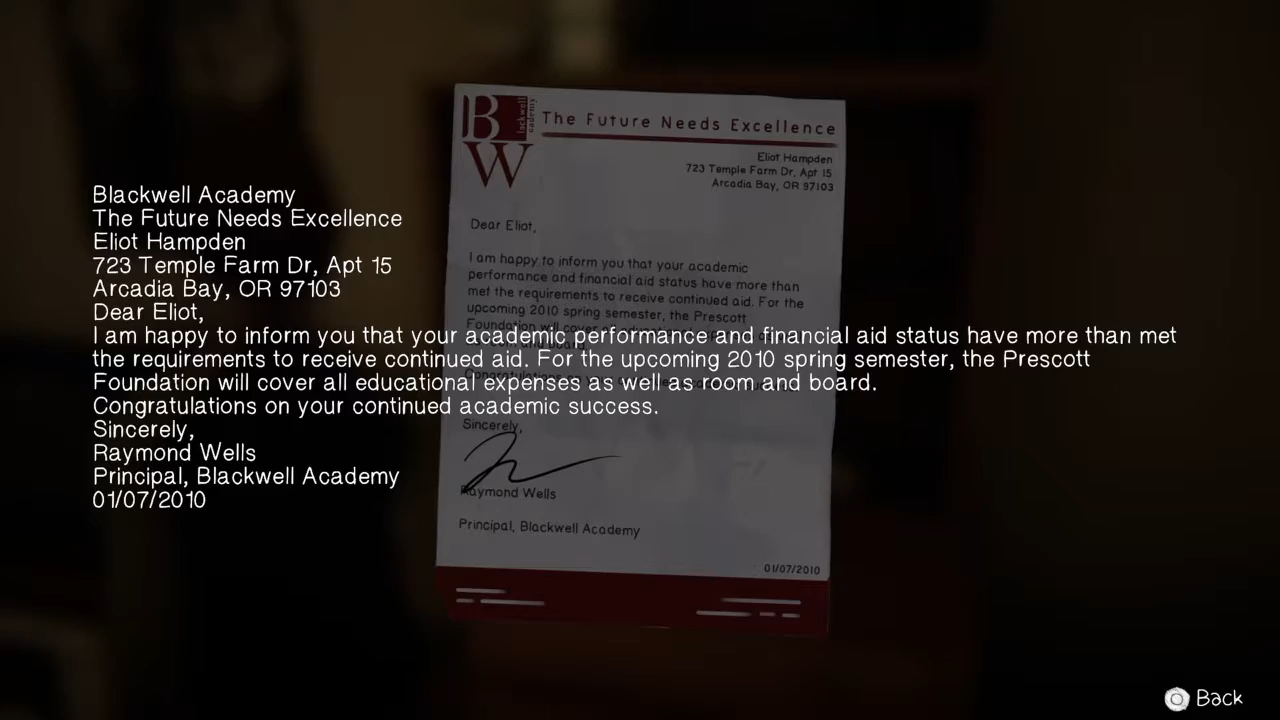 Blackwell Academy
The Future Needs Excellence
Eliot Hampden
723 Temple Farm Dr, Apt 15
Arcadia Bay, OR 97103
Dear Eliot,
I am happy to inform you that your academic performance and financial aid status have more than met
the requirements to receive continued aid. For the upcoming 2010 spring semester, the Prescott
Foundation will cover all educational expenses as well as room and board.
Congratulations on your continued academic success.
Sincerely,
Raymond Wells
Principal, Blackwell Academy
01/07/2010
BW
The Future Needs Excellence
Eliot Hampden
723 Temple Farm Dr, Apt 15
Arcadia Bay, OR 97103
Dear Eliot,
I am happy to inform you that your academic
performance and financial aid status have more than
met the requirements to receive continued aid. For the
upcoming 2010 spring semester, the Prescott
Foundation will cover
Sincerely,
Raymond Wells
Principal, Blackwell Academy
01/07/2010
Back